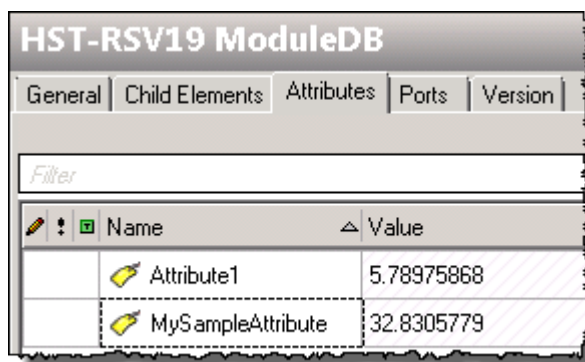 HST-RSV19 ModuleDB
General Child Elements Attributes Ports Version
Filter
Name Value
Attribute1 5.78975868
MySampleAttribute 32.8305779